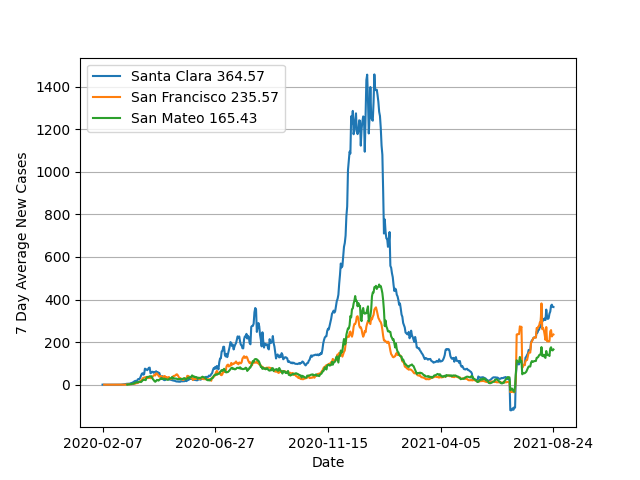 Santa Clara 364.57
San Francisco 235.57
San Mateo 165.43
1400
1200
1000
800
600
400
200
0
7 Day Average New Cases
2020-02-07 2020-06-27 2020-11-15 2021-04-05 2021-08-24
Date